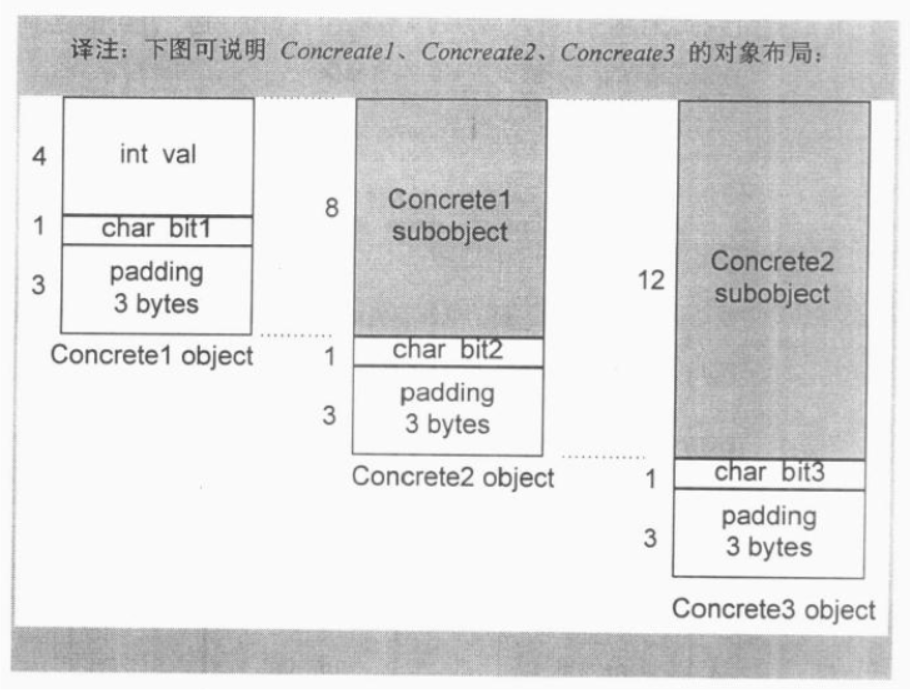 译注：下图可说明 Concreate1、Concreate2、Concreate3 的对象布局：
4
int val
1
char bit1
3
padding
3 bytes
Concrete1 object
8
Concrete1
subobject
1
char bit2
3
padding
3 bytes
Concrete2 object
12
Concrete2
subobject
1
char bit3
3
padding
3 bytes
Concrete3 object